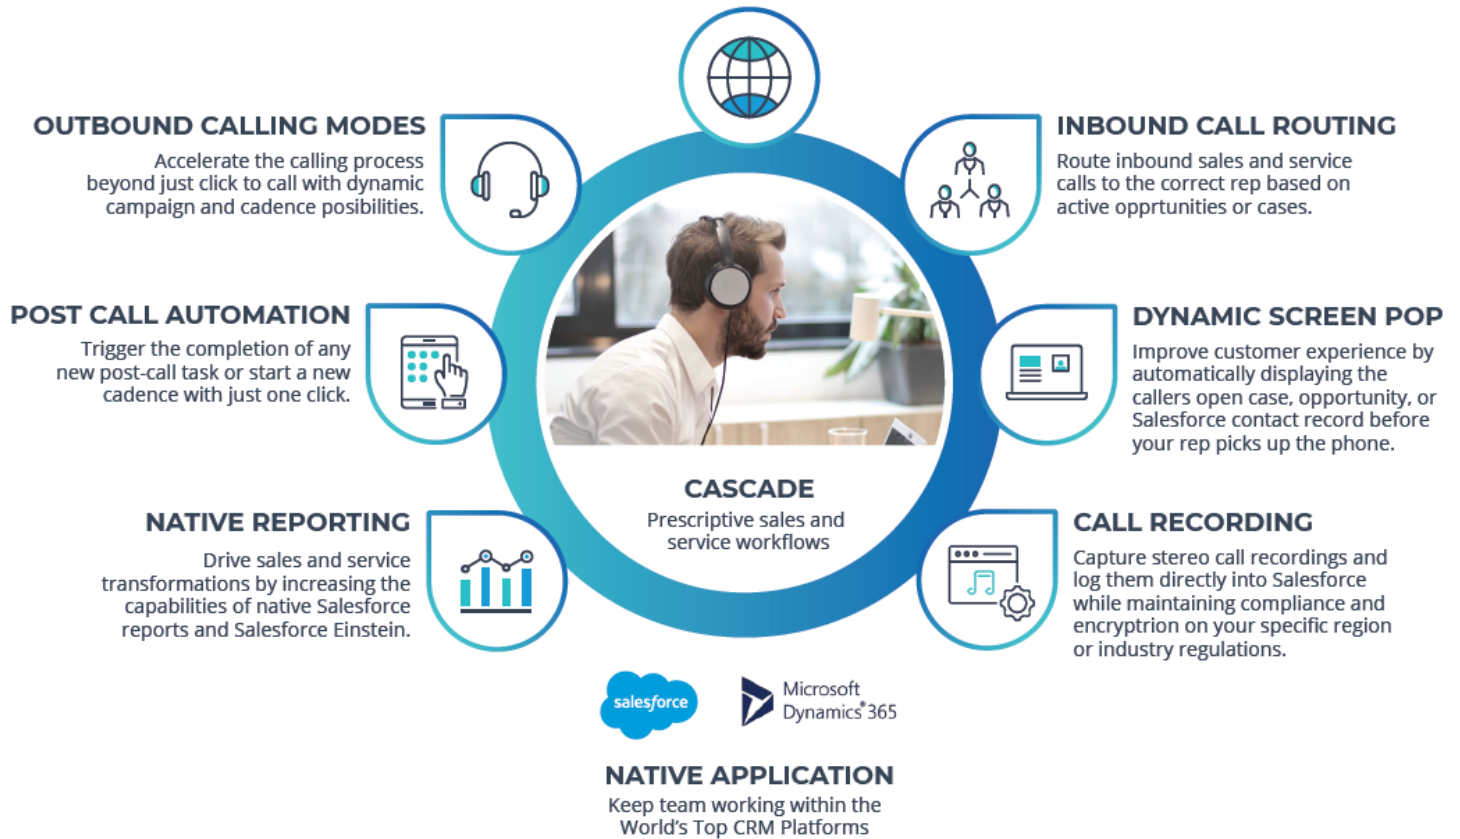 OUTBOUND CALLING MODES
Accelerate the calling process
beyond just click to call with dynamic
campaign and cadence posibilities.
INBOUND CALL ROUTING
Route inbound sales and service
calls to the correct rep based on
active opprtunities or cases.
POST CALL AUTOMATION
Trigger the completion of any
new post-call task or start a new
cadence with just one click.
DYNAMIC SCREEN POP
Improve customer experience by
automatically displaying the
callers open case, opportunity, or
Salesforce contact record before
your rep picks up the phone.
CASCADE
Prescriptive sales and
service workflows
NATIVE REPORTING
Drive sales and service
transformations by increasing the
capabilities of native Salesforce
reports and Salesforce Einstein.
CALL RECORDING
Capture stereo call recordings and
log them directly into Salesforce
while maintaining compliance and
encryptrion on your specific region
or industry regulations.
salesforce
Microsoft
Dynamics® 365
NATIVE APPLICATION
Keep team working within the
World's Top CRM Platforms